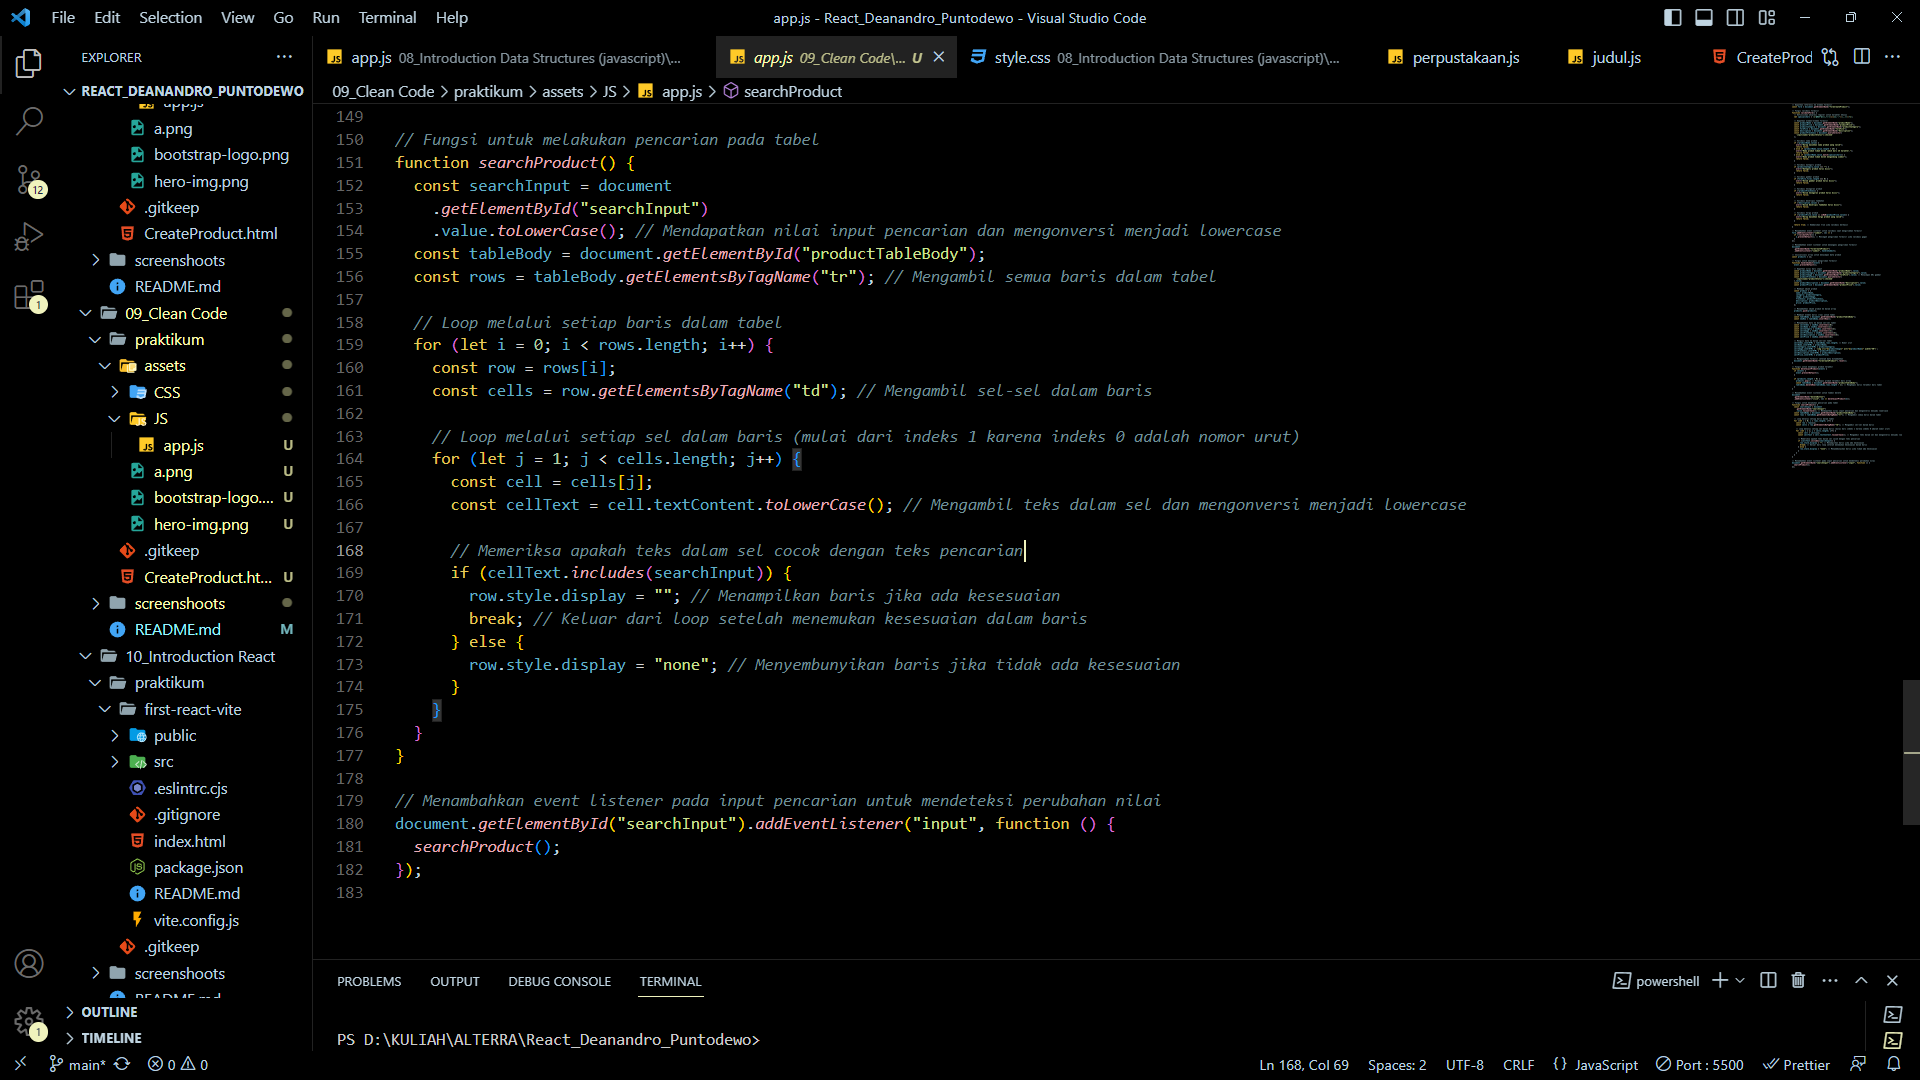 File Edit Selection View Go Run Terminal Help
app.js - React_Deanandro_Puntodewo - Visual Studio Code
EXPLORER
REACT_DEANANDRO_PUNTODEWO
app.js
a.png
bootstrap-logo.png
hero-img.png
.gitkeep
CreateProduct.html
screenshoots
README.md
09_Clean Code
praktikum
assets
CSS
JS
app.js U
a.png U
bootstrap-logo.... U
hero-img.png U
.gitkeep
CreateProduct.ht... U
screenshoots
README.md M
10_Introduction React
praktikum
first-react-vite
public
src
.eslintrc.cjs
.gitignore
index.html
package.json
README.md
vite.config.js
.gitkeep
screenshoots
README.md
OUTLINE
TIMELINE
12
1
1
app.js 08_Introduction Data Structures (javascript)\...
app.js 09_Clean Code\... U
style.css 08_Introduction Data Structures (javascript)\...
perpustakaan.js
judul.js
CreateProd
09_Clean Code > praktikum > assets > JS > app.js > searchProduct
149
150 // Fungsi untuk melakukan pencarian pada tabel
151 function searchProduct() {
152 const searchInput = document
153 .getElementById("searchInput")
154 .value.toLowerCase(); // Mendapatkan nilai input pencarian dan mengonversi menjadi lowercase
155 const tableBody = document.getElementById("productTableBody");
156 const rows = tableBody.getElementsByTagName("tr"); // Mengambil semua baris dalam tabel
157
158 // Loop melalui setiap baris dalam tabel
159 for (let i = 0; i < rows.length; i++) {
160 const row = rows[i];
161 const cells = row.getElementsByTagName("td"); // Mengambil sel-sel dalam baris
162
163 // Loop melalui setiap sel dalam baris (mulai dari indeks 1 karena indeks 0 adalah nomor urut)
164 for (let j = 1; j < cells.length; j++) {
165 const cell = cells[j];
166 const cellText = cell.textContent.toLowerCase(); // Mengambil teks dalam sel dan mengonversi menjadi lowercase
167
168 // Memeriksa apakah teks dalam sel cocok dengan teks pencarian
169 if (cellText.includes(searchInput)) {
170 row.style.display = ""; // Menampilkan baris jika ada kesesuaian
171 break; // Keluar dari loop setelah menemukan kesesuaian dalam baris
172 } else {
173 row.style.display = "none"; // Menyembunyikan baris jika tidak ada kesesuaian
174 }
175 }
176 }
177 }
178
179 // Menambahkan event listener pada input pencarian untuk mendeteksi perubahan nilai
180 document.getElementById("searchInput").addEventListener("input", function () {
181 searchProduct();
182 });
183
PROBLEMS OUTPUT DEBUG CONSOLE TERMINAL
powershell
PS D:\KULIAH\ALTERRA\React_Deanandro_Puntodewo>
main* 0 0
Ln 168, Col 69 Spaces: 2 UTF-8 CRLF {} JavaScript Port : 5500 Prettier